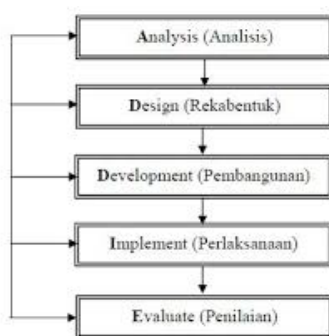 Analysis (Analisis)
Design (Rekabentuk)
Development (Pembangunan)
Implement (Perlaksanaan)
Evaluate (Penilaian)